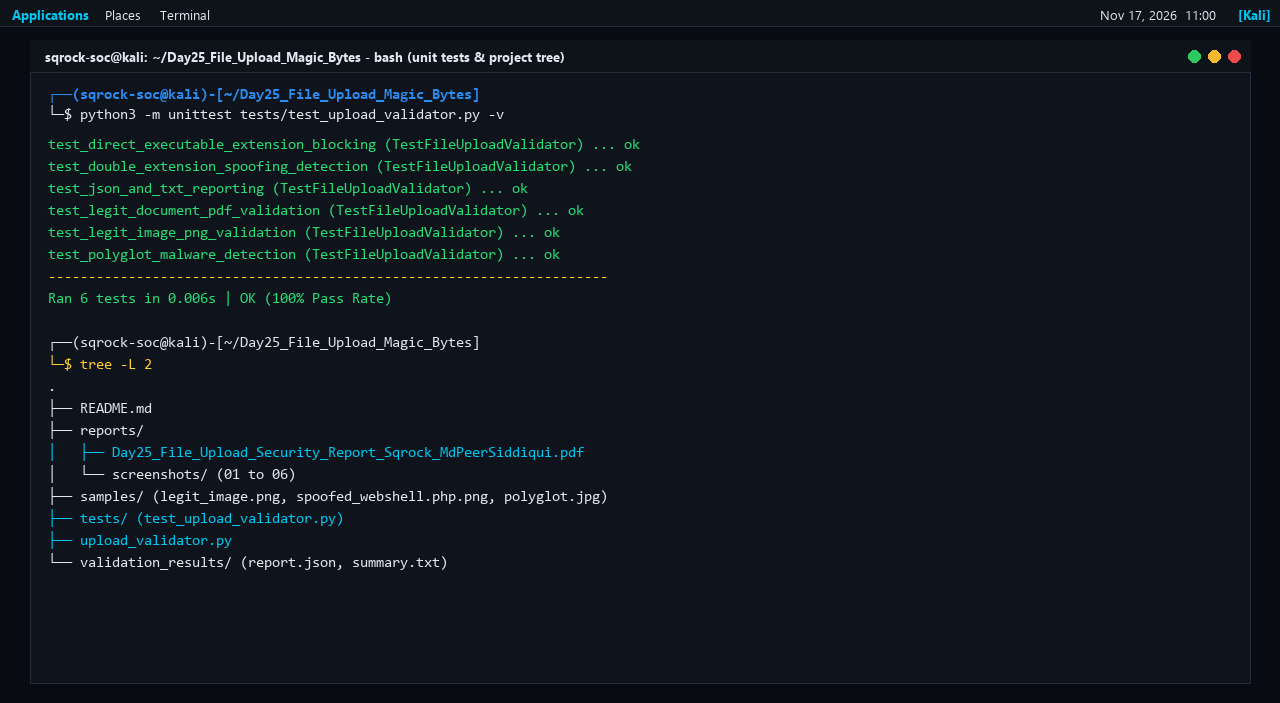 Applications Places Terminal Nov 17, 2026 11:00 [Kali]
sqrock-soc@kali: ~/Day25_File_Upload_Magic_Bytes - bash (unit tests & project tree)
┌──(sqrock-soc@kali)-[~/Day25_File_Upload_Magic_Bytes]
└─$ python3 -m unittest tests/test_upload_validator.py -v
test_direct_executable_extension_blocking (TestFileUploadValidator) ... ok
test_double_extension_spoofing_detection (TestFileUploadValidator) ... ok
test_json_and_txt_reporting (TestFileUploadValidator) ... ok
test_legit_document_pdf_validation (TestFileUploadValidator) ... ok
test_legit_image_png_validation (TestFileUploadValidator) ... ok
test_polyglot_malware_detection (TestFileUploadValidator) ... ok
----------------------------------------------------------------------
Ran 6 tests in 0.006s | OK (100% Pass Rate)
┌──(sqrock-soc@kali)-[~/Day25_File_Upload_Magic_Bytes]
└─$ tree -L 2
.
├── README.md
├── reports/
│   ├── Day25_File_Upload_Security_Report_Sqrock_MdPeerSiddiqui.pdf
│   └── screenshots/ (01 to 06)
├── samples/ (legit_image.png, spoofed_webshell.php.png, polyglot.jpg)
├── tests/ (test_upload_validator.py)
├── upload_validator.py
└── validation_results/ (report.json, summary.txt)